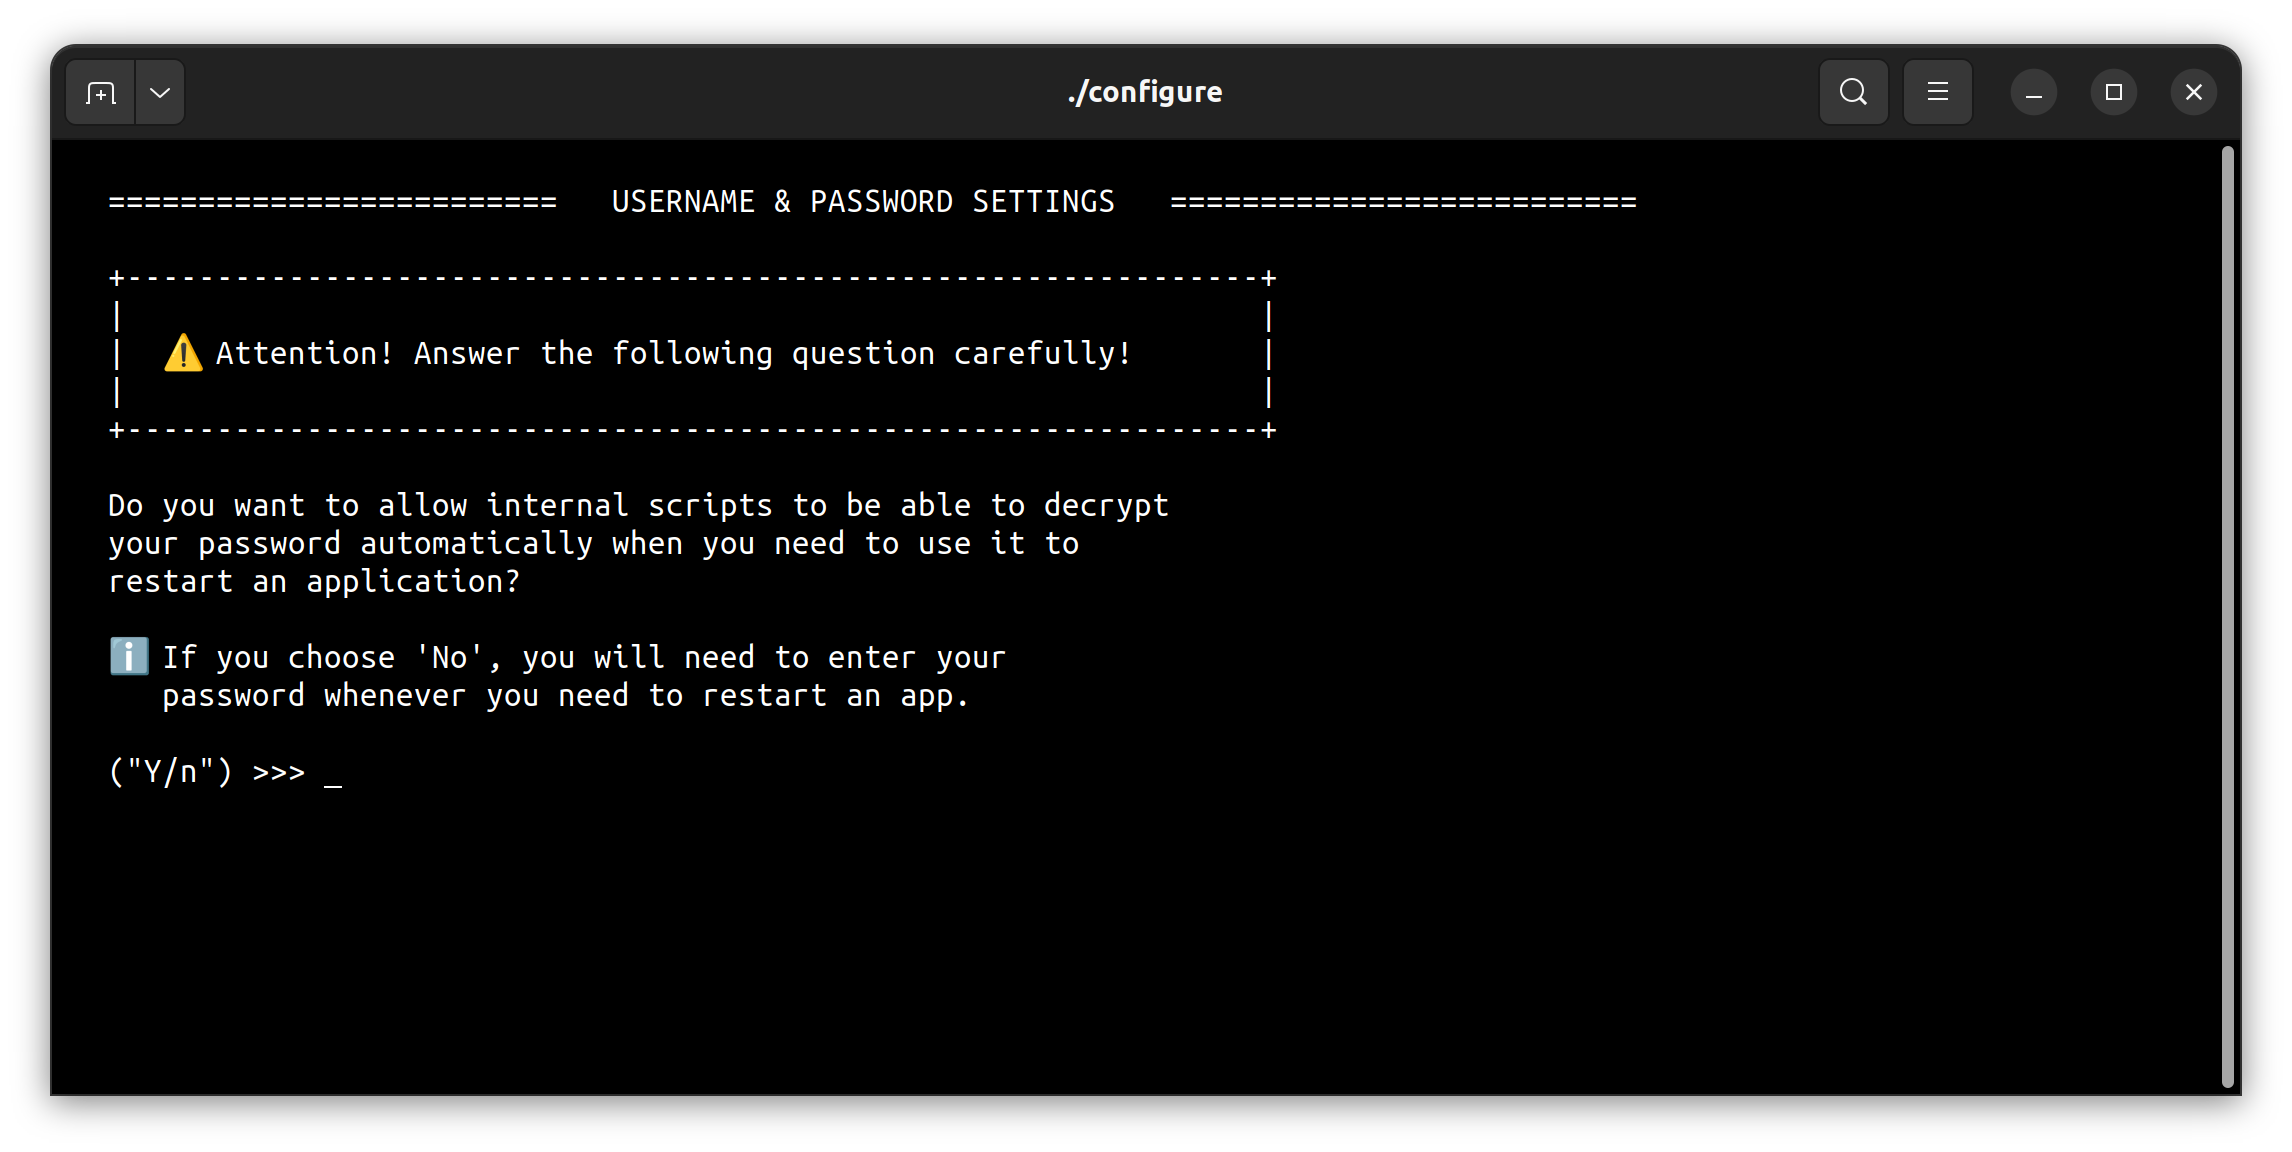 ./configure
=========================   USERNAME & PASSWORD SETTINGS   ==========================
+---------------------------------------------------------------+
|                                                               |
|  ⚠️ Attention! Answer the following question carefully!       |
|                                                               |
+---------------------------------------------------------------+
Do you want to allow internal scripts to be able to decrypt
your password automatically when you need to use it to
restart an application?
ℹ️ If you choose 'No', you will need to enter your
password whenever you need to restart an app.
("Y/n") >>> _